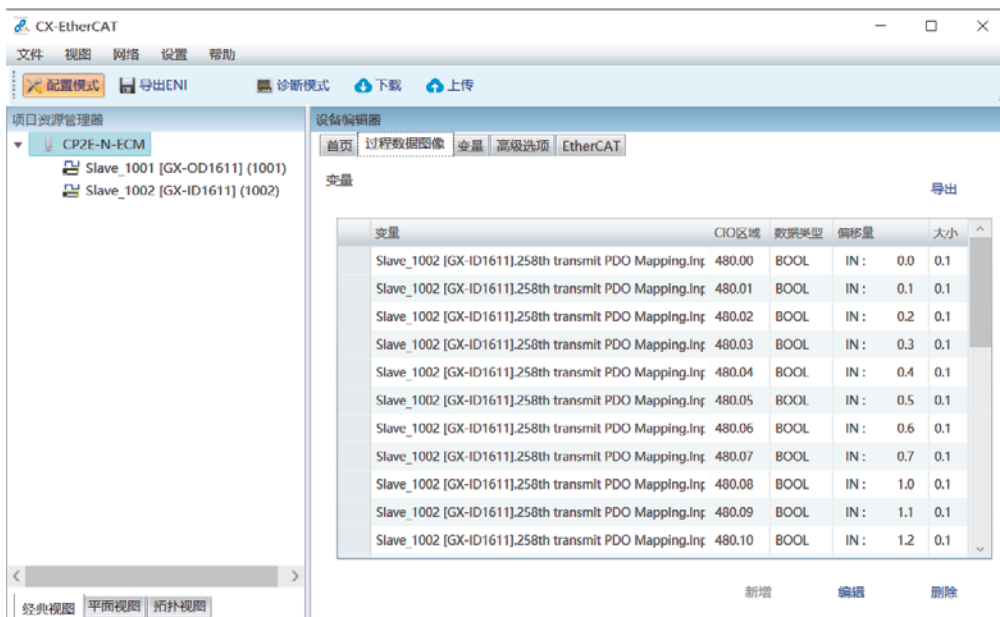 CX-EtherCAT
文件 视图 网络 设置 帮助
配置模式 导出ENI 诊断模式 下载 上传
项目资源管理器
CP2E-N-ECM
Slave_1001 [GX-OD1611] (1001)
Slave_1002 [GX-ID1611] (1002)
经典视图 平面视图 拓扑视图
设备编辑器
首页 过程数据图像 变量 高级选项 EtherCAT
变量
导出
变量 CIO区域 数据类型 偏移量 大小
Slave_1002 [GX-ID1611].258th transmit PDO Mapping.Inp 480.00 BOOL IN : 0.0 0.1
Slave_1002 [GX-ID1611].258th transmit PDO Mapping.Inp 480.01 BOOL IN : 0.1 0.1
Slave_1002 [GX-ID1611].258th transmit PDO Mapping.Inp 480.02 BOOL IN : 0.2 0.1
Slave_1002 [GX-ID1611].258th transmit PDO Mapping.Inp 480.03 BOOL IN : 0.3 0.1
Slave_1002 [GX-ID1611].258th transmit PDO Mapping.Inp 480.04 BOOL IN : 0.4 0.1
Slave_1002 [GX-ID1611].258th transmit PDO Mapping.Inp 480.05 BOOL IN : 0.5 0.1
Slave_1002 [GX-ID1611].258th transmit PDO Mapping.Inp 480.06 BOOL IN : 0.6 0.1
Slave_1002 [GX-ID1611].258th transmit PDO Mapping.Inp 480.07 BOOL IN : 0.7 0.1
Slave_1002 [GX-ID1611].258th transmit PDO Mapping.Inp 480.08 BOOL IN : 1.0 0.1
Slave_1002 [GX-ID1611].258th transmit PDO Mapping.Inp 480.09 BOOL IN : 1.1 0.1
Slave_1002 [GX-ID1611].258th transmit PDO Mapping.Inp 480.10 BOOL IN : 1.2 0.1
新增 编辑 删除